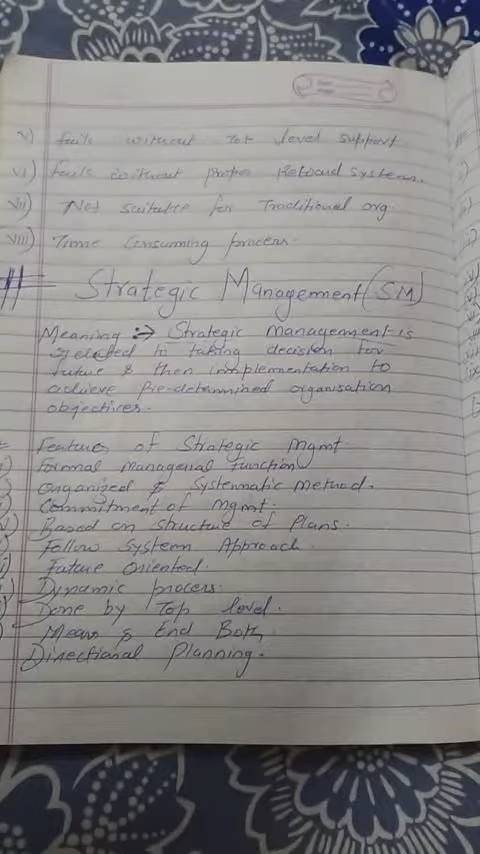 v) fails without Top level support
vi) fails without proper Reward system.
vii) Not suitable for Traditional org.
viii) Time Consuming process.
# Strategic Management (SM)
Meaning :→ Strategic management is
related to taking decision for
future & then implementation to
achieve Pre-determined organisation
objectives.
Features of Strategic Mgmt
Formal managerial function
Organized & Systematic Method.
Commitment of Mgmt.
Based on structure of Plans.
Follow System Approach.
Future Oriented.
Dynamic process.
Done by Top level.
Means & End Both
Directional Planning.